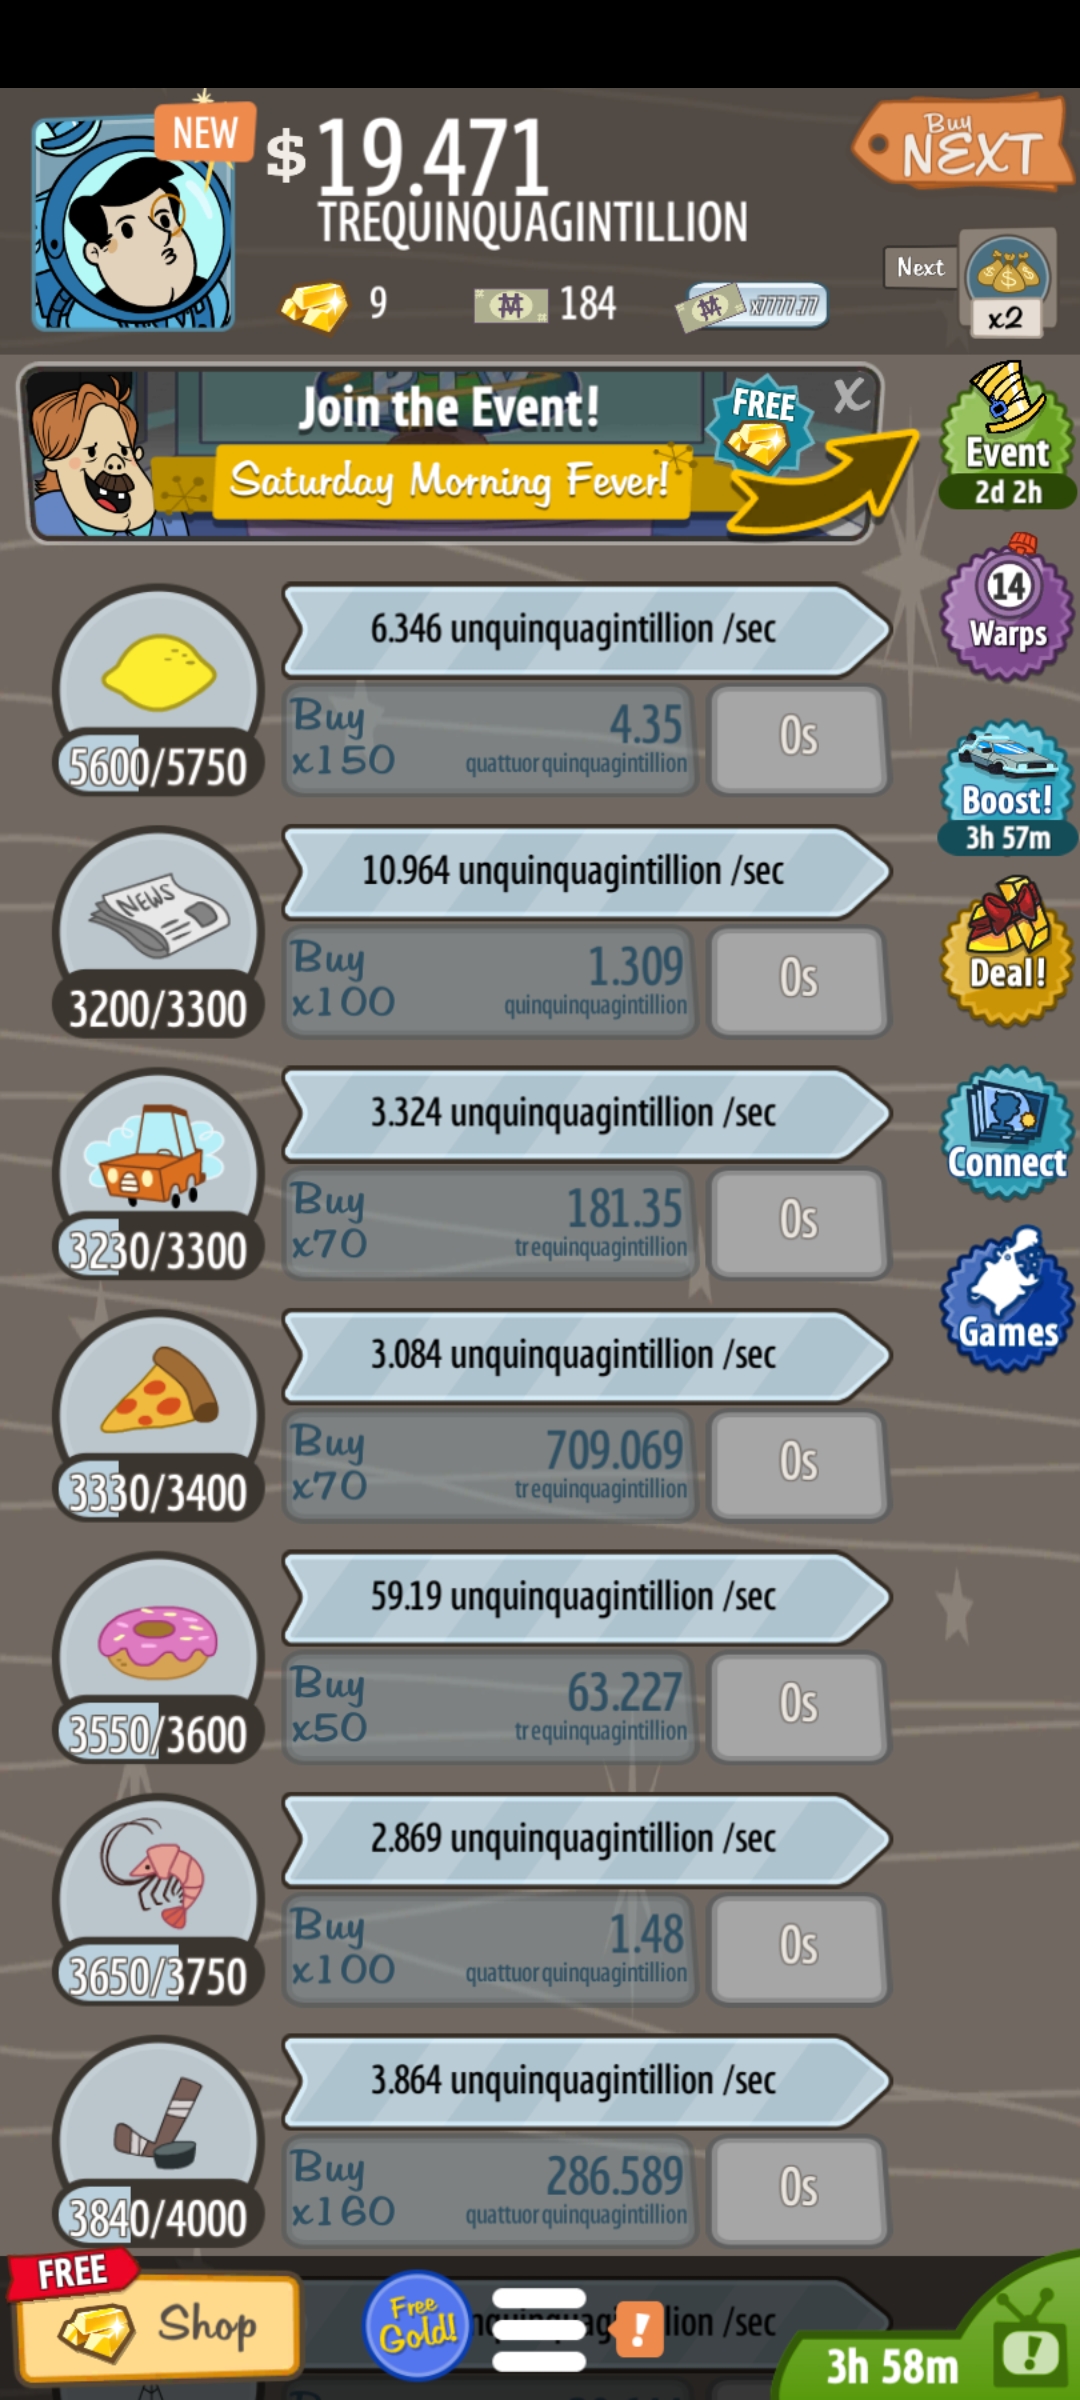 NEW
$19.471
TREQUINQUAGINTILLION
Buy
NEXT
9
184
x7777.77
Next
x2
Join the Event!
FREE
X
Saturday Morning Fever!
Event
2d 2h
14
Warps
6.346 unquinquagintillion /sec
5600/5750
Buy
x150
4.35
quattuorquinquagintillion
0s
Boost!
3h 57m
10.964 unquinquagintillion /sec
NEWS
3200/3300
Buy
x100
1.309
quinquinquagintillion
0s
Deal!
3.324 unquinquagintillion /sec
3230/3300
Buy
x70
181.35
trequinquagintillion
0s
Connect
3.084 unquinquagintillion /sec
3330/3400
Buy
x70
709.069
trequinquagintillion
0s
Games
59.19 unquinquagintillion /sec
3550/3600
Buy
x50
63.227
trequinquagintillion
0s
2.869 unquinquagintillion /sec
3650/3750
Buy
x100
1.48
quattuorquinquagintillion
0s
3.864 unquinquagintillion /sec
3840/4000
Buy
x160
286.589
quattuorquinquagintillion
0s
FREE
Shop
Free
Gold!
!
/sec
3h 58m
!